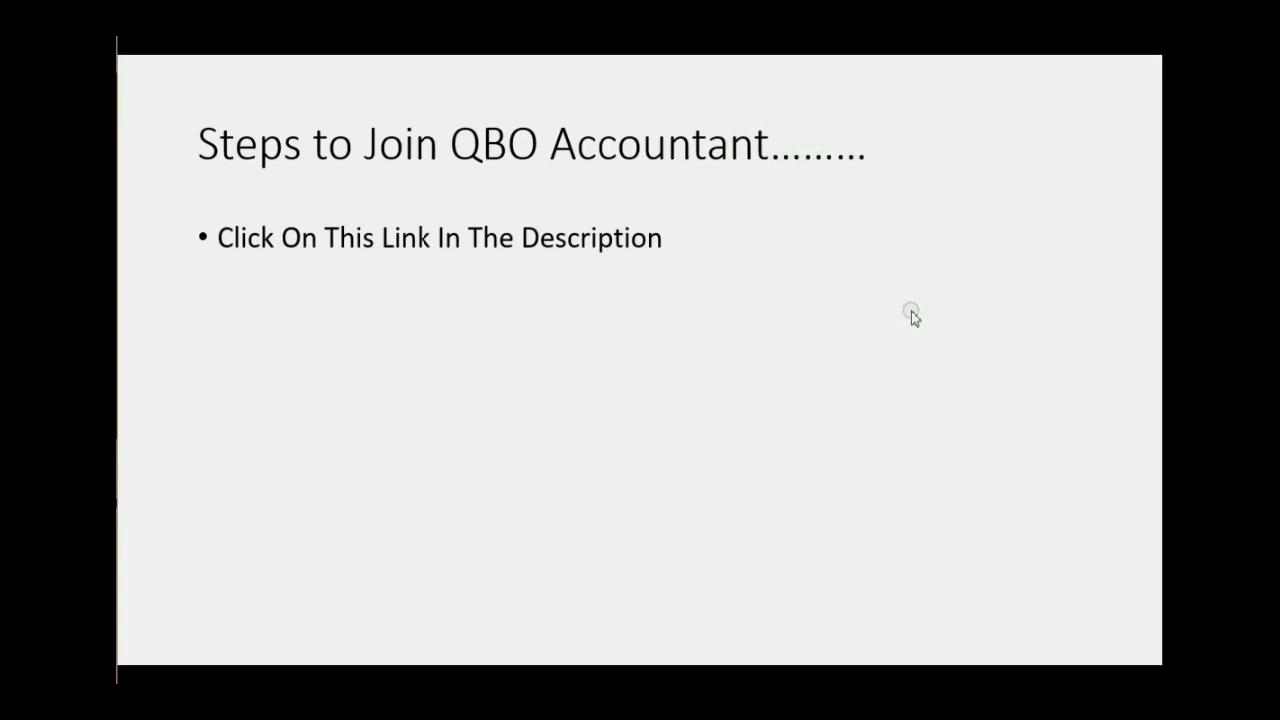 Steps to Join QBO Accountant.........
• Click On This Link In The Description